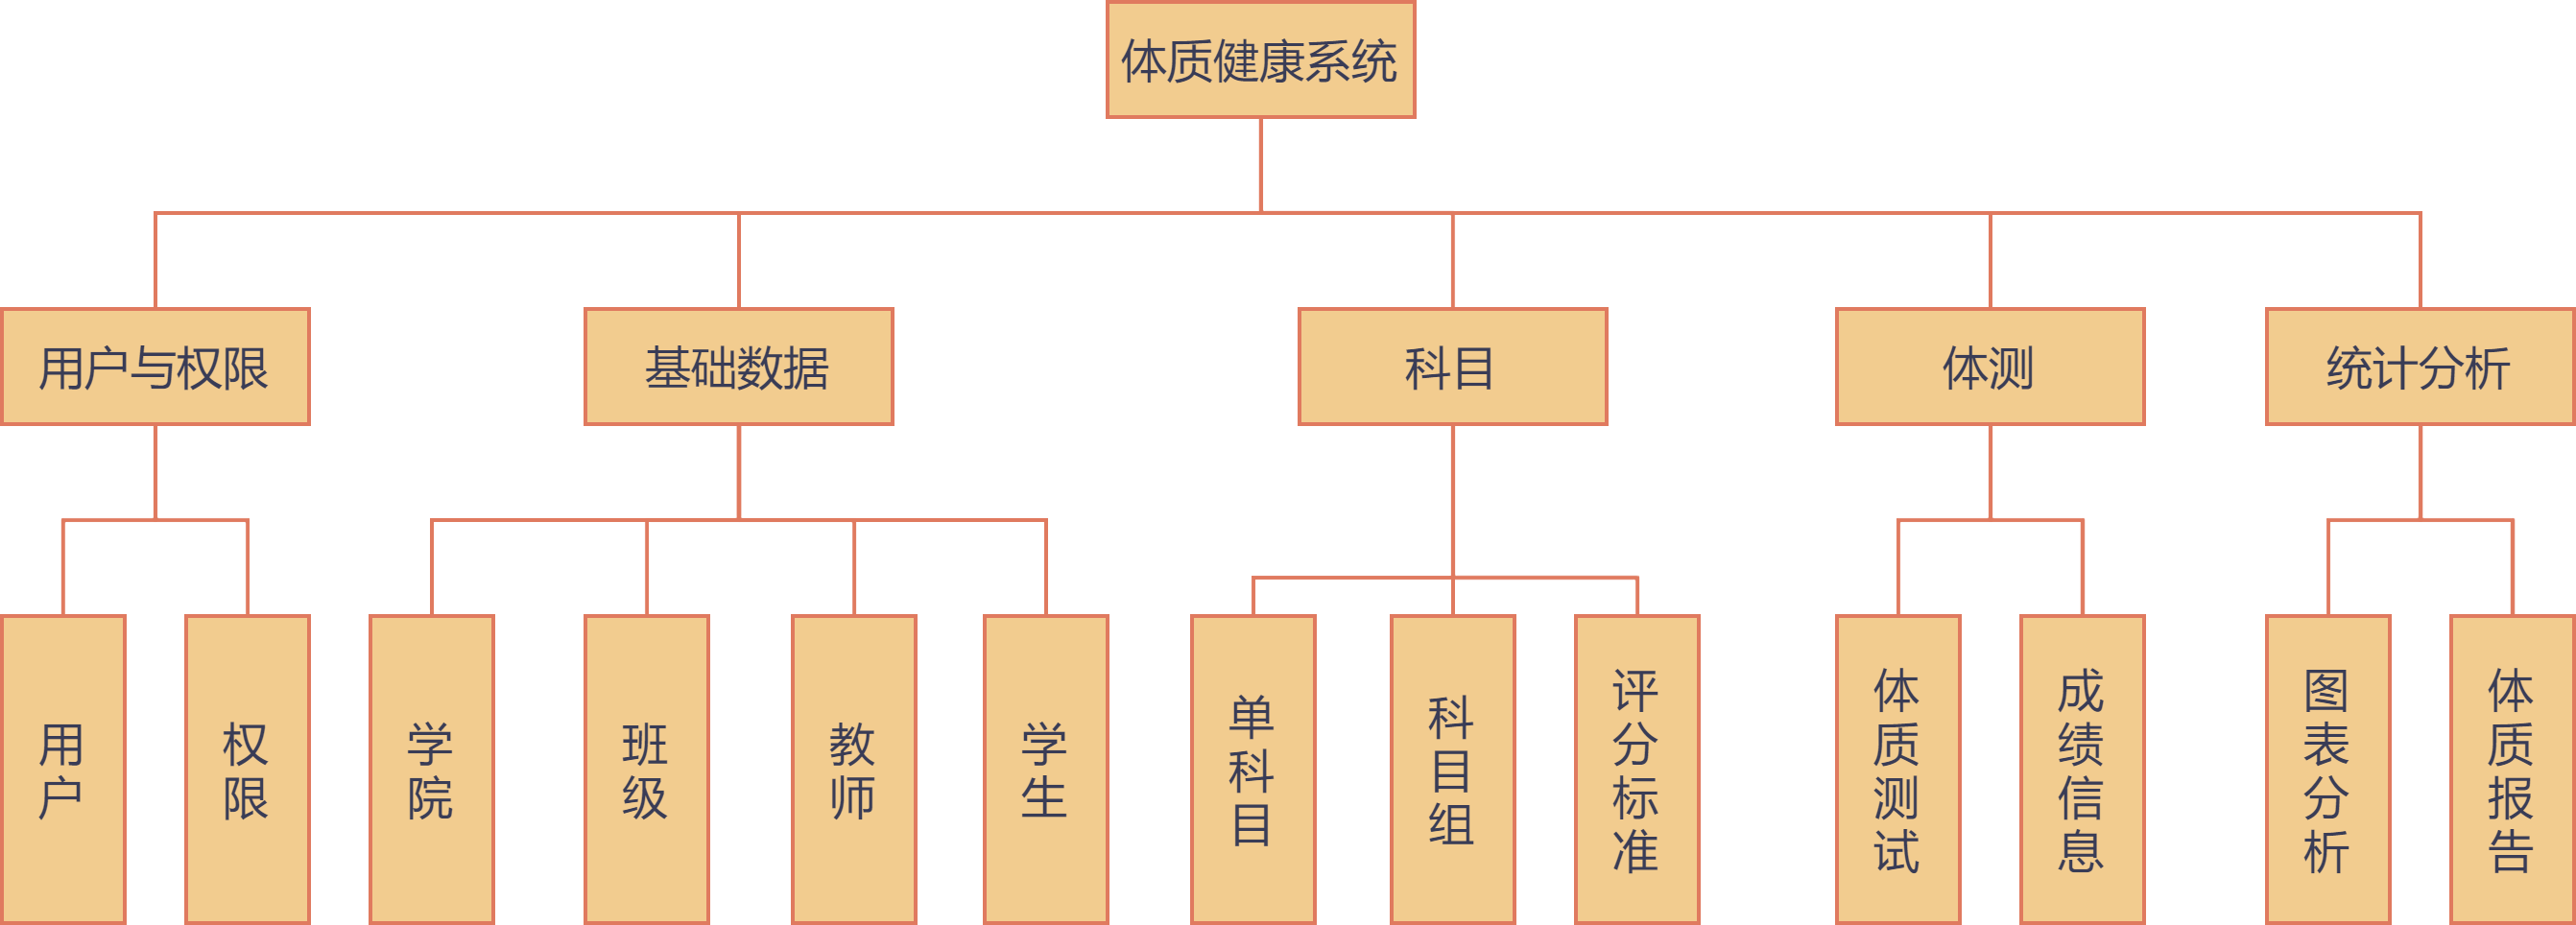 体质健康系统
用户与权限
基础数据
科目
体测
统计分析
用户
权限
学院
班级
教师
学生
单科目
科目组
评分标准
体质测试
成绩信息
图表分析
体质报告